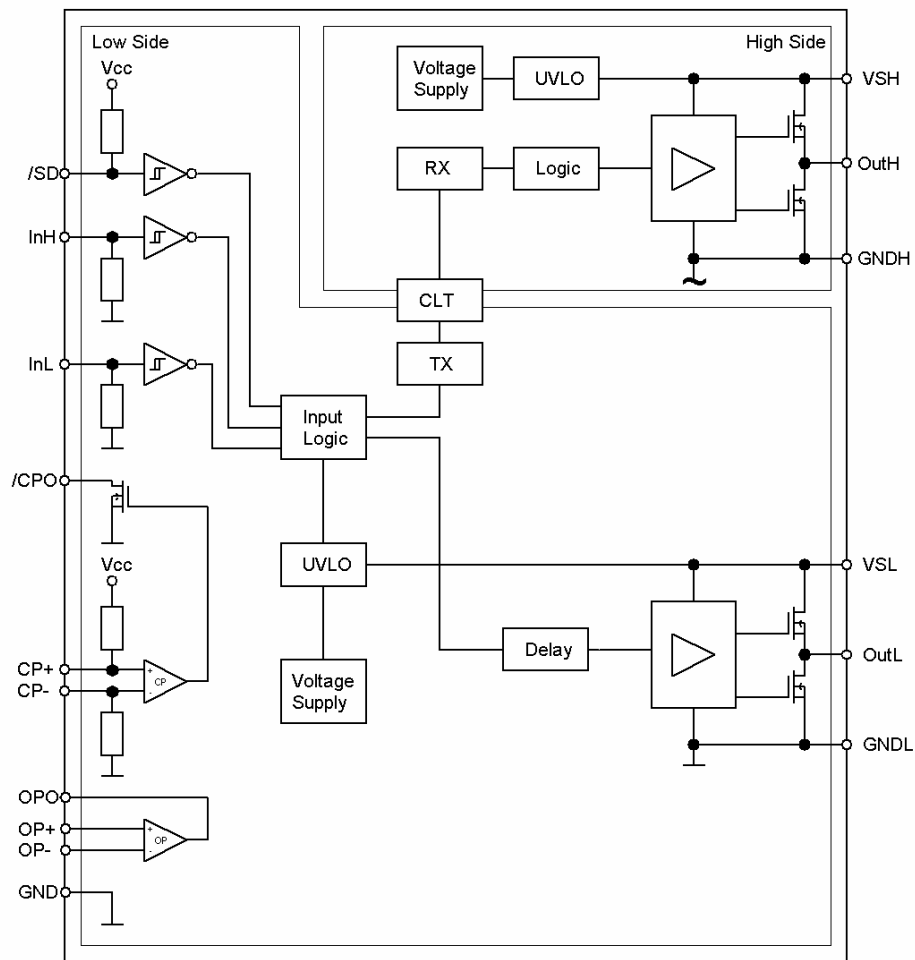 Low Side
High Side
Vcc
Voltage
Supply
UVLO
VSH
/SD
RX
Logic
OutH
InH
GNDH
CLT
InL
TX
Input
Logic
/CPO
Vcc
UVLO
VSL
Delay
OutL
CP+
CP-
+
-
CP
Voltage
Supply
GNDL
OPO
OP+
OP-
+
-
OP
GND